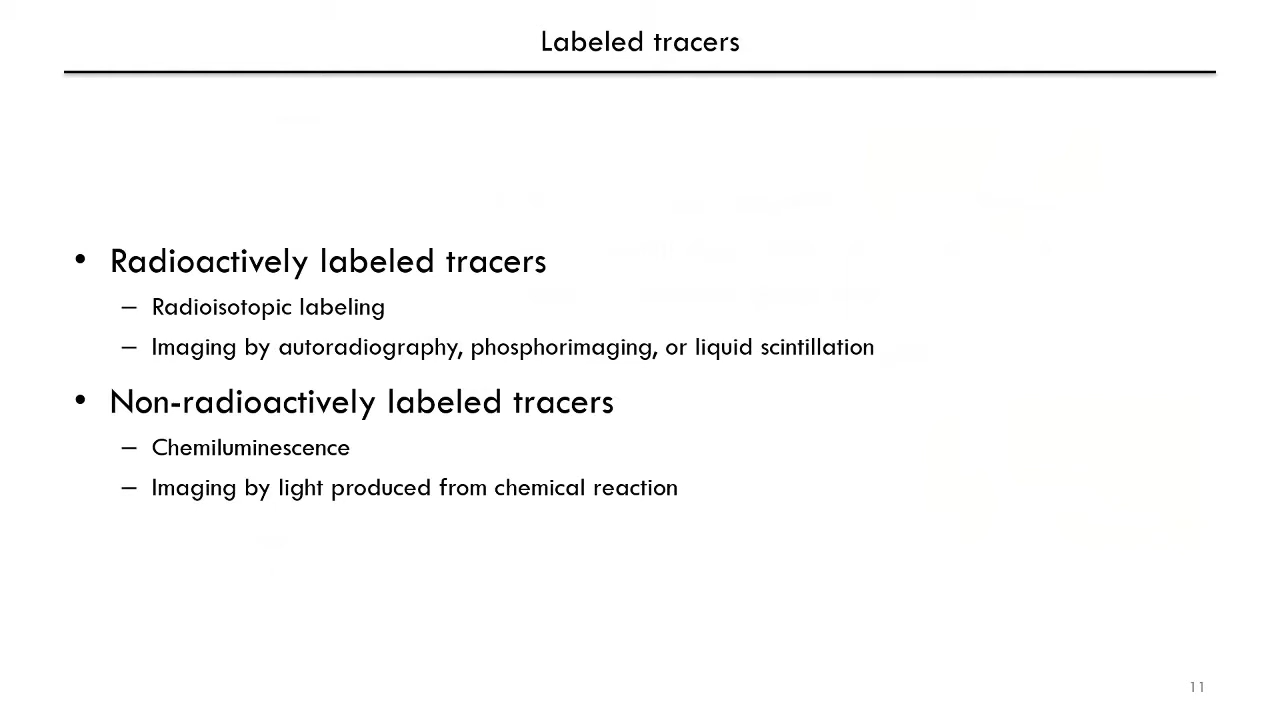 Labeled tracers
• Radioactively labeled tracers
– Radioisotopic labeling
– Imaging by autoradiography, phosphorimaging, or liquid scintillation
• Non-radioactively labeled tracers
– Chemiluminescence
– Imaging by light produced from chemical reaction
11